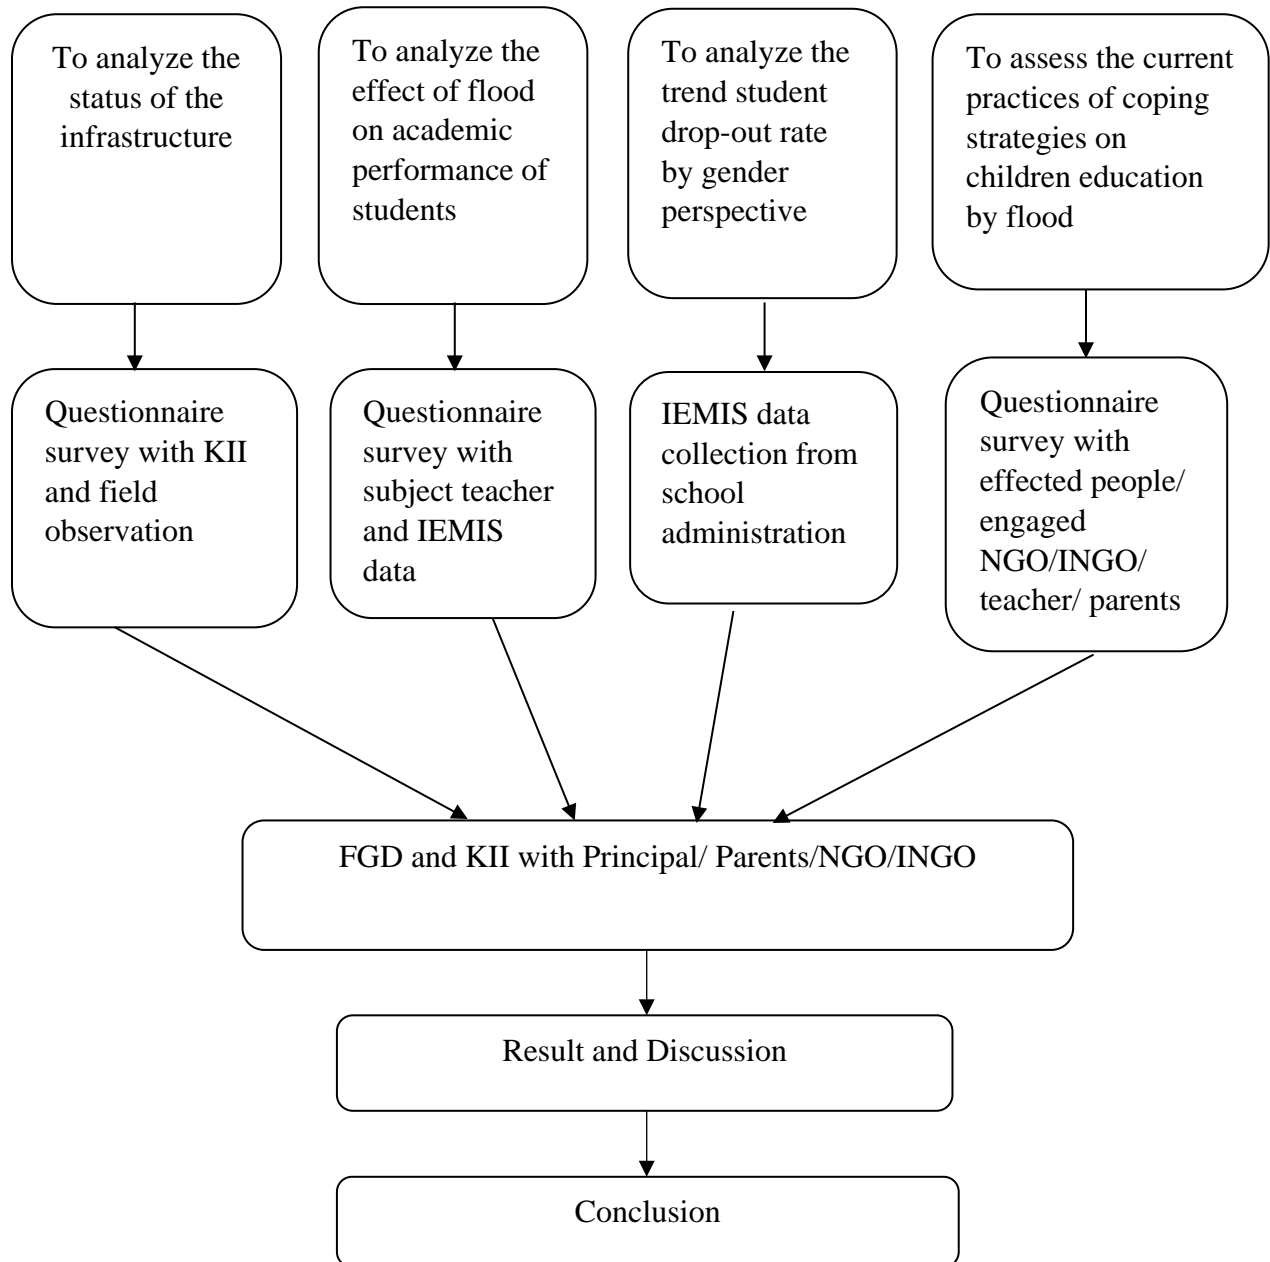 To analyze the
status of the
infrastructure
To analyze the
effect of flood
on academic
performance of
students
To analyze the
trend student
drop-out rate
by gender
perspective
To assess the current
practices of coping
strategies on
children education
by flood
Questionnaire
survey with KII
and field
observation
Questionnaire
survey with
subject teacher
and IEMIS
data
IEMIS data
collection from
school
administration
Questionnaire
survey with
effected people/
engaged
NGO/INGO/
teacher/ parents
FGD and KII with Principal/ Parents/NGO/INGO
Result and Discussion
Conclusion